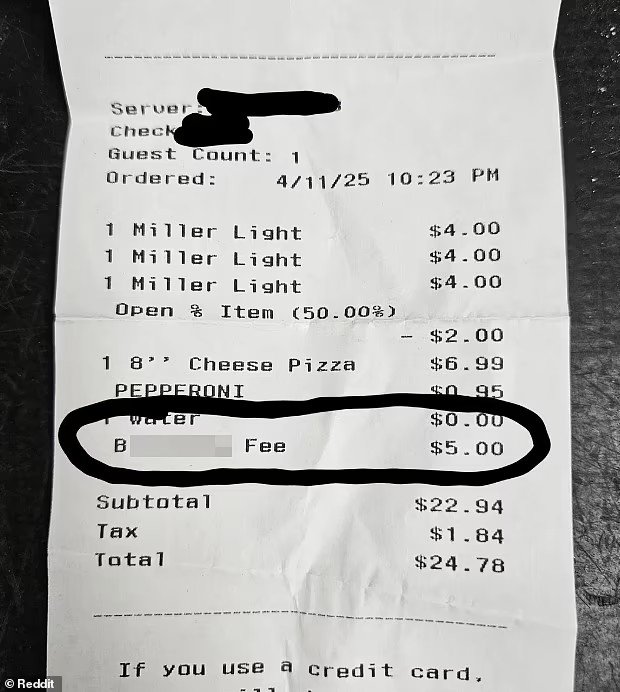 Server:
Check
Guest Count: 1
Ordered: 4/11/25 10:23 PM
1 Miller Light $4.00
1 Miller Light $4.00
1 Miller Light $4.00
Open % Item (50.00%)
- $2.00
1 8'' Cheese Pizza $6.99
PEPPERONI $0.95
1 Water $0.00
B Fee $5.00
Subtotal $22.94
Tax $1.84
Total $24.78
If you use a credit card,
© Reddit